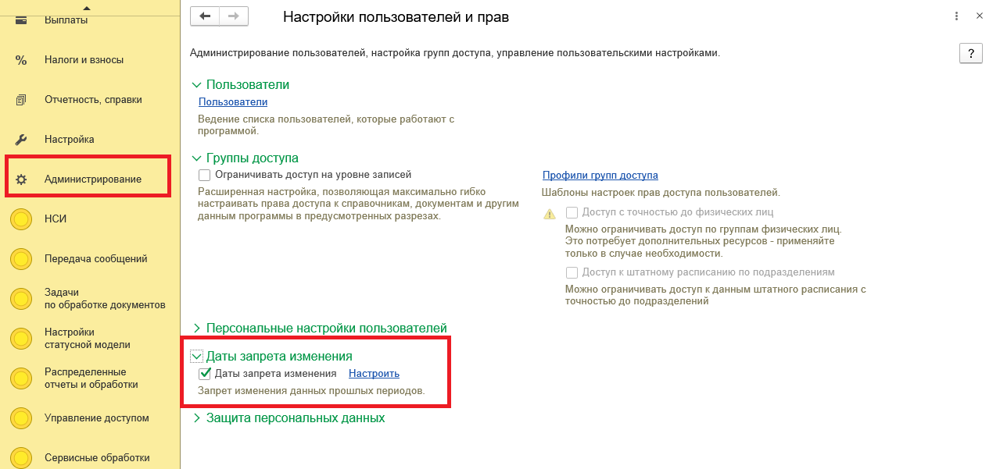 Выплаты
Налоги и взносы
Отчетность, справки
Настройка
Администрирование
НСИ
Передача сообщений
Задачи
по обработке документов
Настройки
статусной модели
Распределенные
отчеты и обработки
Управление доступом
Сервисные обработки
Настройки пользователей и прав
Администрирование пользователей, настройка групп доступа, управление пользовательскими настройками.
?
Пользователи
Пользователи
Ведение списка пользователей, которые работают с
программой.
Группы доступа
Ограничивать доступ на уровне записей
Расширенная настройка, позволяющая максимально гибко
настраивать права доступа к справочникам, документам и другим
данным программы в предусмотренных разрезах.
Профили групп доступа
Шаблоны настроек прав доступа пользователей.
Доступ с точностью до физических лиц
Можно ограничивать доступ по группам физических лиц.
Это потребует дополнительных ресурсов - применяйте
только в случае необходимости.
Доступ к штатному расписанию по подразделениям
Можно ограничивать доступ к данным штатного расписания с
точностью до подразделений
Персональные настройки пользователей
Даты запрета изменения
Даты запрета изменения Настроить
Запрет изменения данных прошлых периодов.
Защита персональных данных